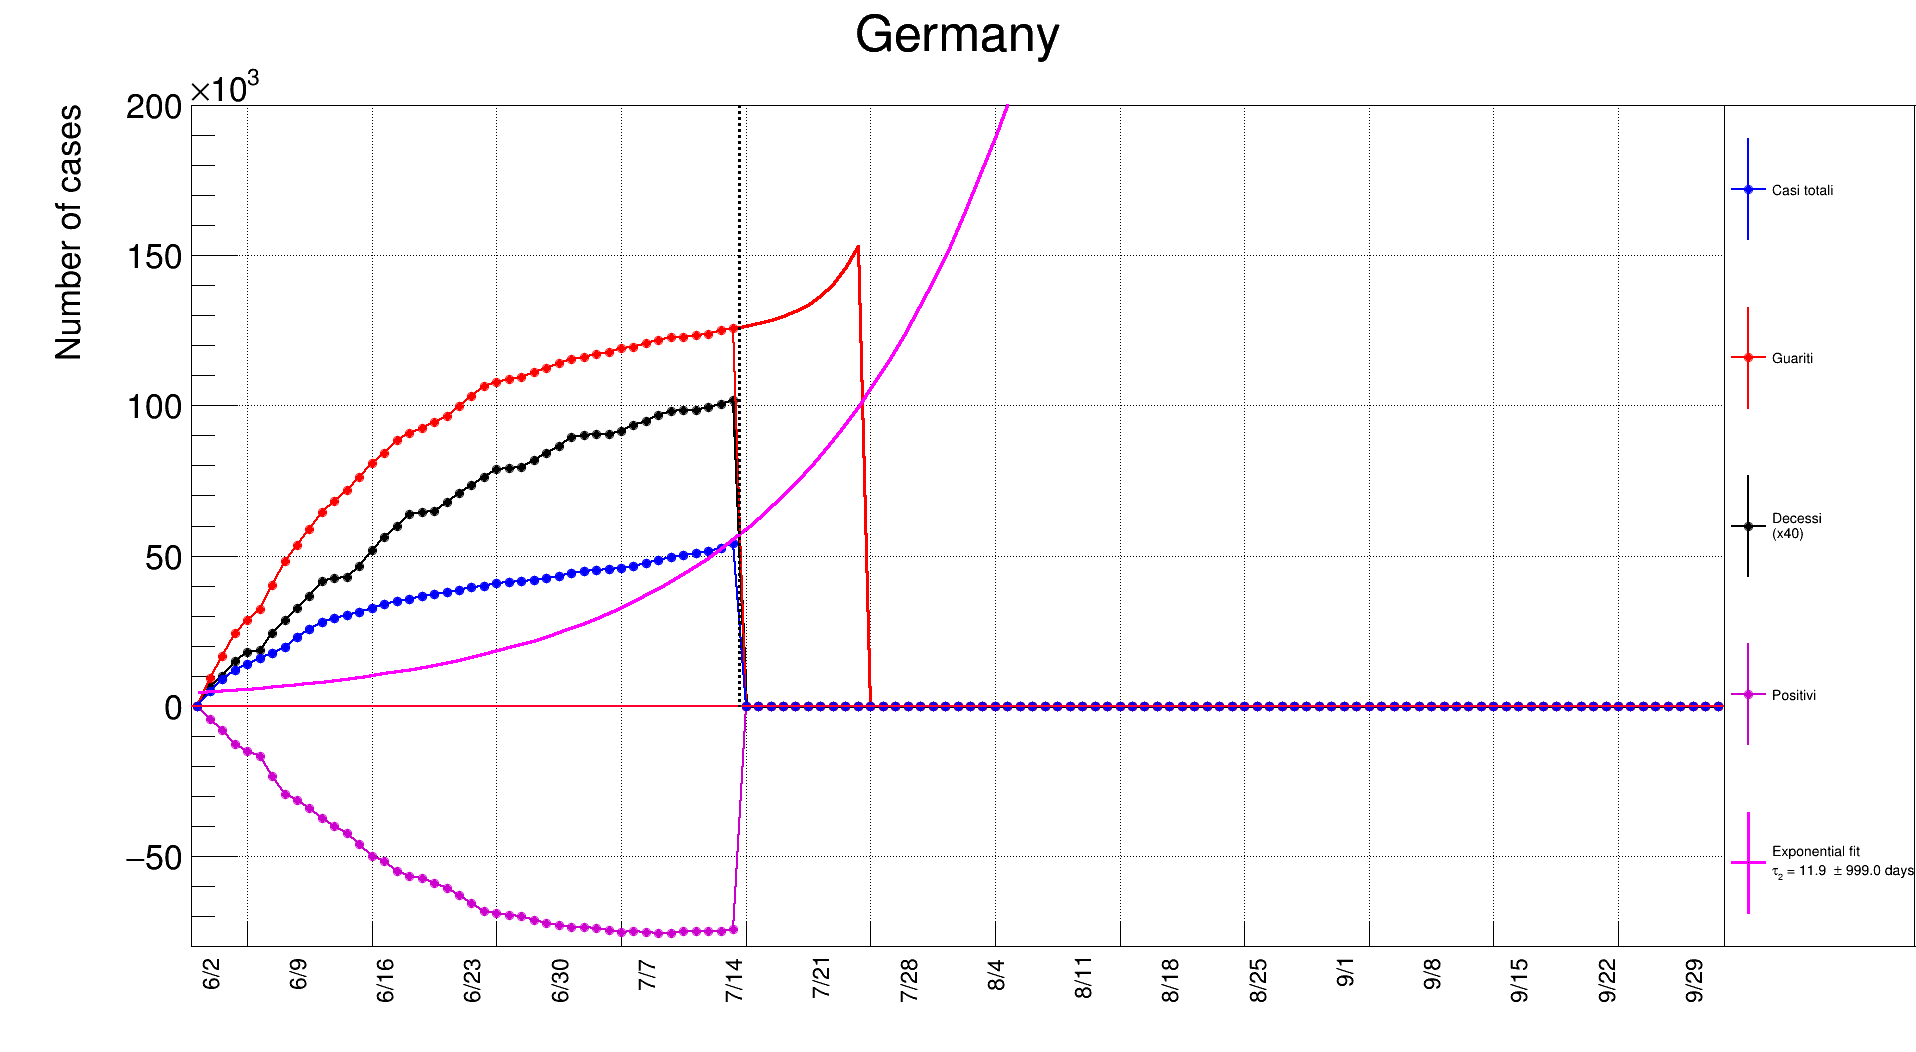 Germany
×10³
Number of cases
200
150
100
50
0
−50
6/2
6/9
6/16
6/23
6/30
7/7
7/14
7/21
7/28
8/4
8/11
8/18
8/25
9/1
9/8
9/15
9/22
9/29
Casi totali
Guariti
Decessi
(x40)
Positivi
Exponential fit
τ₂ = 11.9 ± 999.0 days